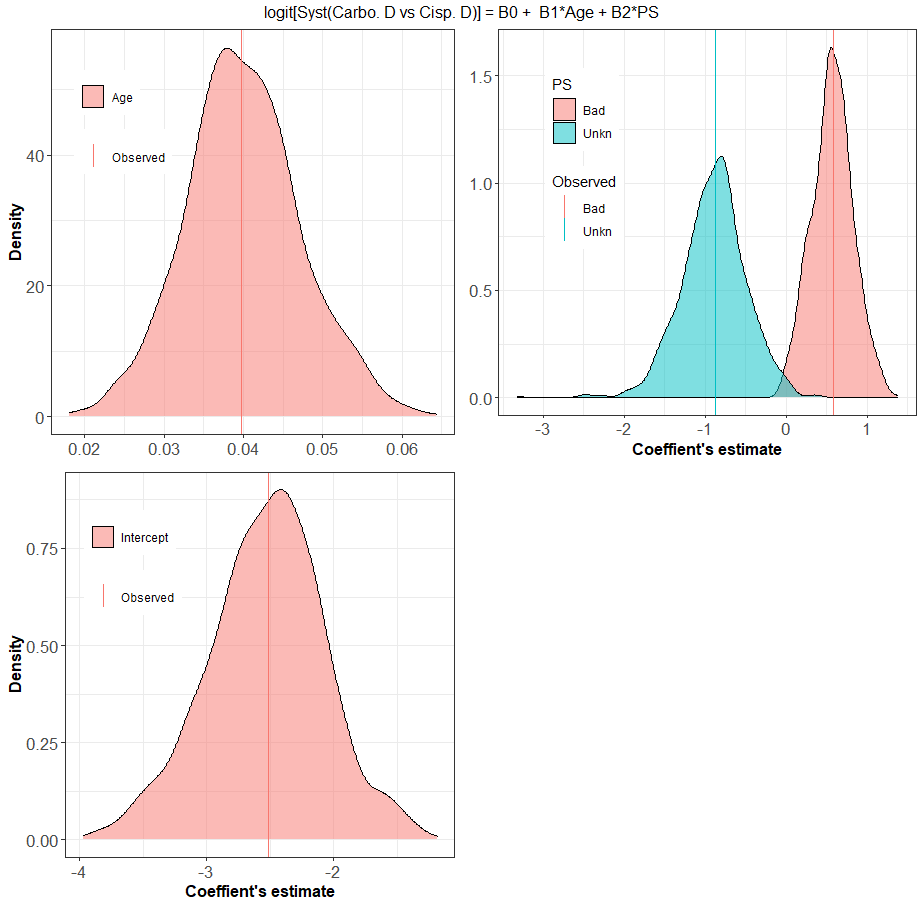 logit[Syst(Carbo. D vs Cisp. D)] = B0 +  B1*Age + B2*PS
Density
40
20
0
Age
Observed
0.02
0.03
0.04
0.05
0.06
1.5
1.0
0.5
0.0
PS
Bad
Unkn
Observed
Bad
Unkn
-3
-2
-1
0
1
Coeffient's estimate
Density
0.75
0.50
0.25
0.00
Intercept
Observed
-4
-3
-2
Coeffient's estimate